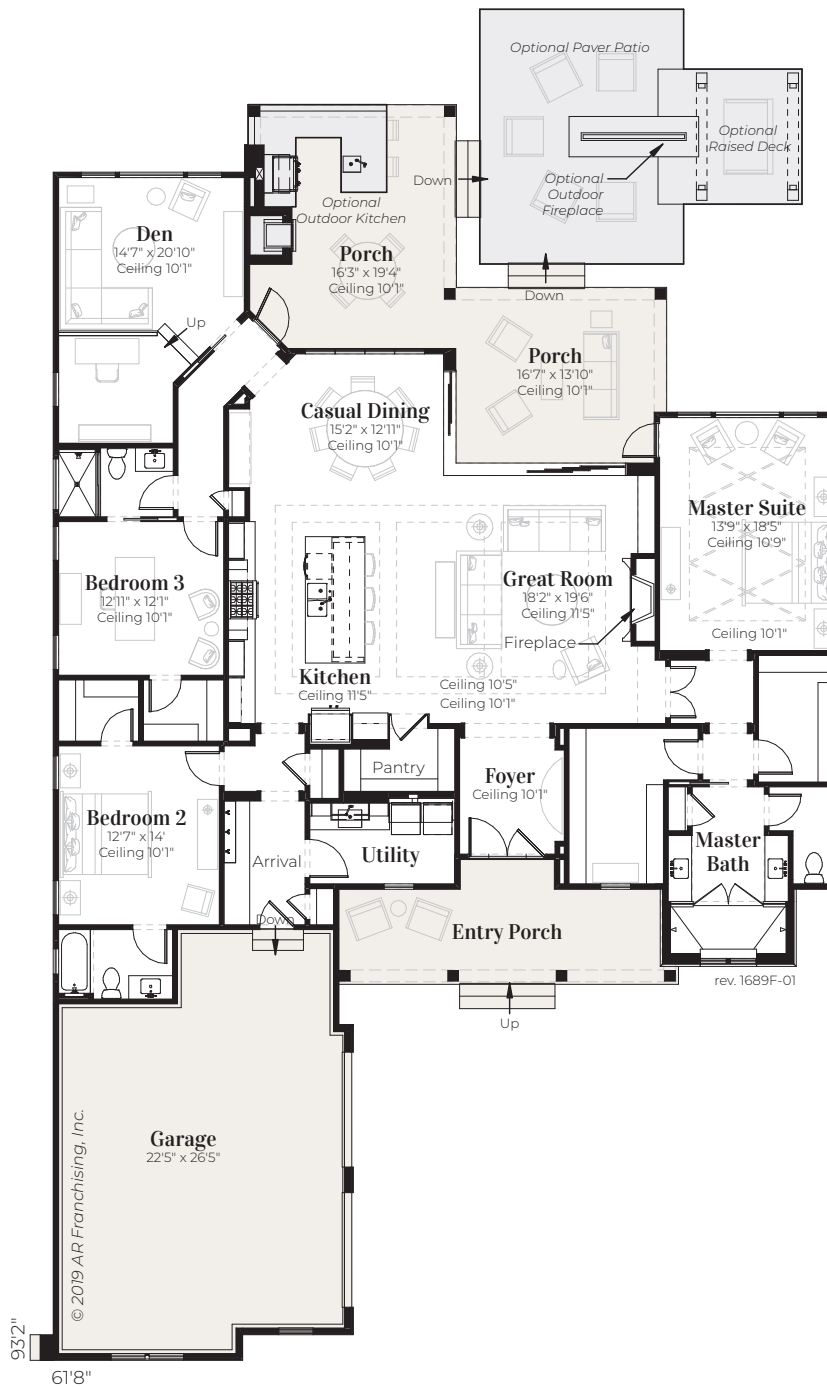 Optional Paver Patio
Optional
Raised Deck
Optional
Outdoor
Fireplace
Down
Optional
Outdoor Kitchen
Den
14'7" x 20'10"
Ceiling 10'1"
Porch
16'3" x 19'4"
Ceiling 10'1"
Down
Up
Porch
16'7" x 13'10"
Ceiling 10'1"
Casual Dining
15'2" x 12'11"
Ceiling 10'1"
Master Suite
13'9" x 18'5"
Ceiling 10'9"
Bedroom 3
12'11" x 12'1"
Ceiling 10'1"
Great Room
18'2" x 19'6"
Ceiling 11'5"
Fireplace
Ceiling 10'1"
Kitchen
Ceiling 11'5"
Ceiling 10'5"
Ceiling 10'1"
Pantry
Foyer
Ceiling 10'1"
Bedroom 2
12'7" x 14'
Ceiling 10'1"
Arrival
Utility
Master
Bath
Down
Entry Porch
rev. 1689F-01
Up
Garage
22'5" x 26'5"
© 2019 AR Franchising, Inc.
93'2"
61'8"